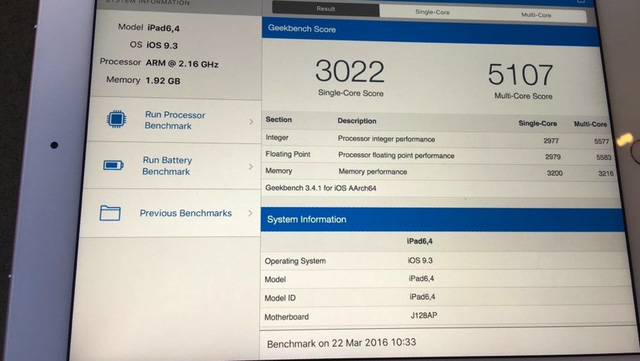 SYSTEM INFORMATION
Model iPad6,4
OS iOS 9.3
Processor ARM @ 2.16 GHz
Memory 1.92 GB
Run Processor
Benchmark
Run Battery
Benchmark
Previous Benchmarks
Result Single-Core Multi-Core
Geekbench Score
3022 5107
Single-Core Score Multi-Core Score
Section Description Single-Core Multi-Core
Integer Processor integer performance 2977 5577
Floating Point Processor floating point performance 2979 5583
Memory Memory performance 3200 3216
Geekbench 3.4.1 for iOS AArch64
System Information
iPad6,4
Operating System iOS 9.3
Model iPad6,4
Model ID iPad6,4
Motherboard J128AP
Benchmark on 22 Mar 2016 10:33